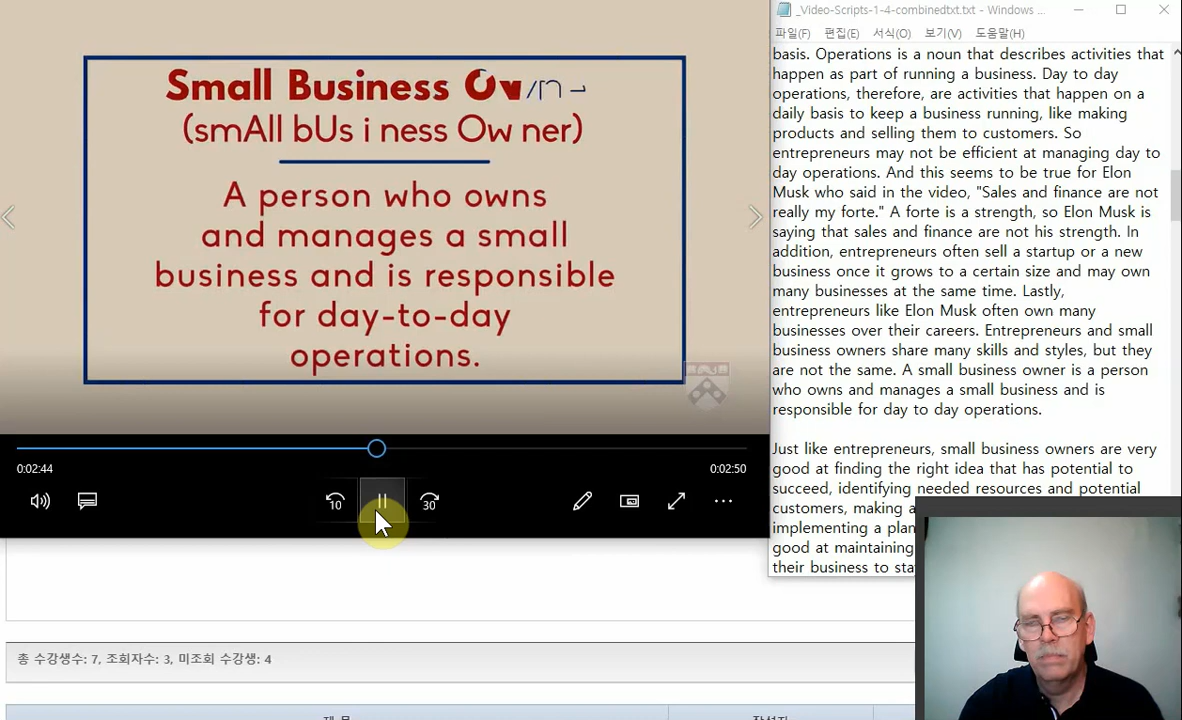 Small Business
(smAll bUs i ness Ow ner)
A person who owns
and manages a small
business and is responsible
for day-to-day
operations.
0:02:44
0:02:50
10
30
_Video-Scripts-1-4-combinedtxt.txt - Windows ...
파일(F) 편집(E) 서식(O) 보기(V) 도움말(H)
basis. Operations is a noun that describes activities that
happen as part of running a business. Day to day
operations, therefore, are activities that happen on a
daily basis to keep a business running, like making
products and selling them to customers. So
entrepreneurs may not be efficient at managing day to
day operations. And this seems to be true for Elon
Musk who said in the video, "Sales and finance are not
really my forte." A forte is a strength, so Elon Musk is
saying that sales and finance are not his strength. In
addition, entrepreneurs often sell a startup or a new
business once it grows to a certain size and may own
many businesses at the same time. Lastly,
entrepreneurs like Elon Musk often own many
businesses over their careers. Entrepreneurs and small
business owners share many skills and styles, but they
are not the same. A small business owner is a person
who owns and manages a small business and is
responsible for day to day operations.
Just like entrepreneurs, small business owners are very
good at finding the right idea that has potential to
succeed, identifying needed resources and potential
customers, making a
implementing a plan
good at maintaining
their business to sta
총 수강생수: 7, 조회자수: 3, 미조회 수강생: 4